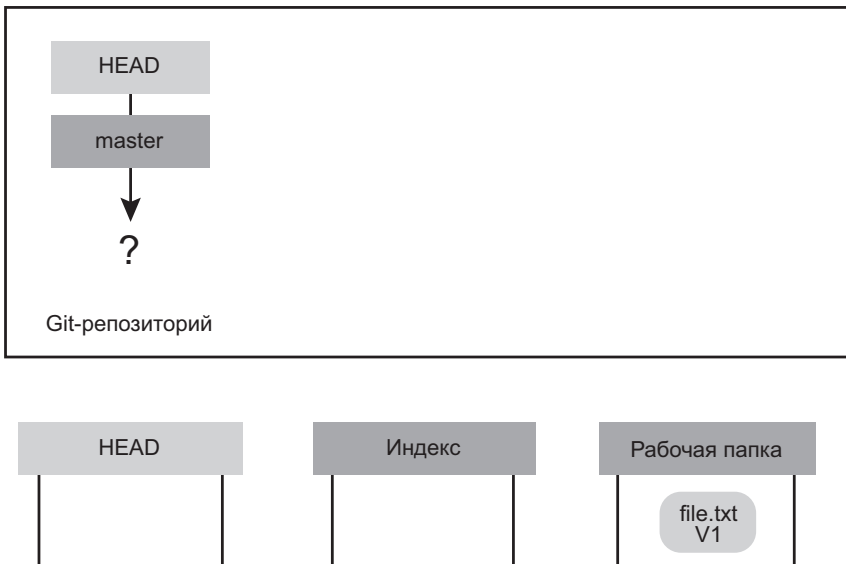 HEAD
master
?
Git-репозиторий
HEAD
Индекс
Рабочая папка
file.txt
V1